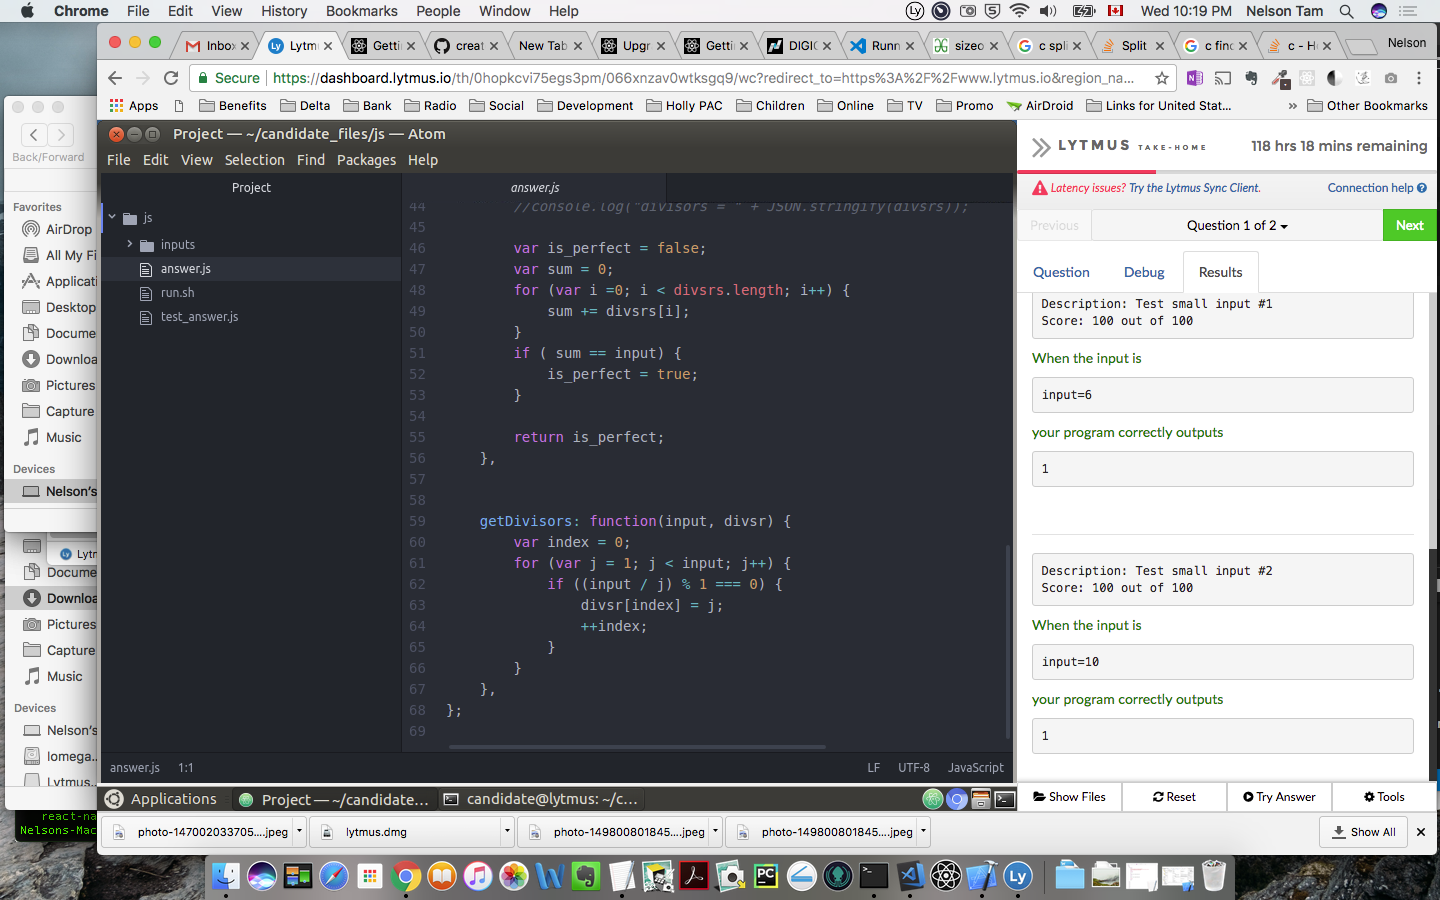 Chrome File Edit View History Bookmarks People Window Help Wed 10:19 PM Nelson Tam
Inbox Lytmu Gettin creat New Tab Upgr Gettin DIGIC Runn sizeo c spli Split c fin c - H Nelson
Secure https://dashboard.lytmus.io/th/0hopkcvi75egs3pm/066xnzav0wtksgq9/wc?redirect_to=https%3A%2F%2Fwww.lytmus.io&region_na...
Apps Benefits Delta Bank Radio Social Development Holly PAC Children Online TV Promo AirDroid Links for United Stat... » Other Bookmarks
Back/Forward
Favorites
AirDrop
All My Fi
Applicati
Desktop
Docume
Downloa
Pictures
Capture
Music
Devices
Nelson's
Lytn
Docume
Downloa
Pictures
Capture
Music
Devices
Nelson's
Iomega..
Lytmus..
react-na
Nelsons-Mac
Project — ~/candidate_files/js — Atom
File Edit View Selection Find Packages Help
Project
js
inputs
answer.js
run.sh
test_answer.js
answer.js
44 //console.log("divisors = " + JSON.stringify(divsrs));
45
46 var is_perfect = false;
47 var sum = 0;
48 for (var i =0; i < divsrs.length; i++) {
49 sum += divsrs[i];
50 }
51 if ( sum == input) {
52 is_perfect = true;
53 }
54
55 return is_perfect;
56 },
57
58
59 getDivisors: function(input, divsr) {
60 var index = 0;
61 for (var j = 1; j < input; j++) {
62 if ((input / j) % 1 === 0) {
63 divsr[index] = j;
64 ++index;
65 }
66 }
67 },
68 };
69
answer.js 1:1 LF UTF-8 JavaScript
Applications Project — ~/candidate... candidate@lytmus: ~/c...
LYTMUS TAKE-HOME 118 hrs 18 mins remaining
Latency issues? Try the Lytmus Sync Client. Connection help
Previous Question 1 of 2 Next
Question Debug Results
Description: Test small input #1
Score: 100 out of 100
When the input is
input=6
your program correctly outputs
1
Description: Test small input #2
Score: 100 out of 100
When the input is
input=10
your program correctly outputs
1
Show Files Reset Try Answer Tools
photo-147002033705....jpeg lytmus.dmg photo-149800801845....jpeg photo-149800801845....jpeg Show All